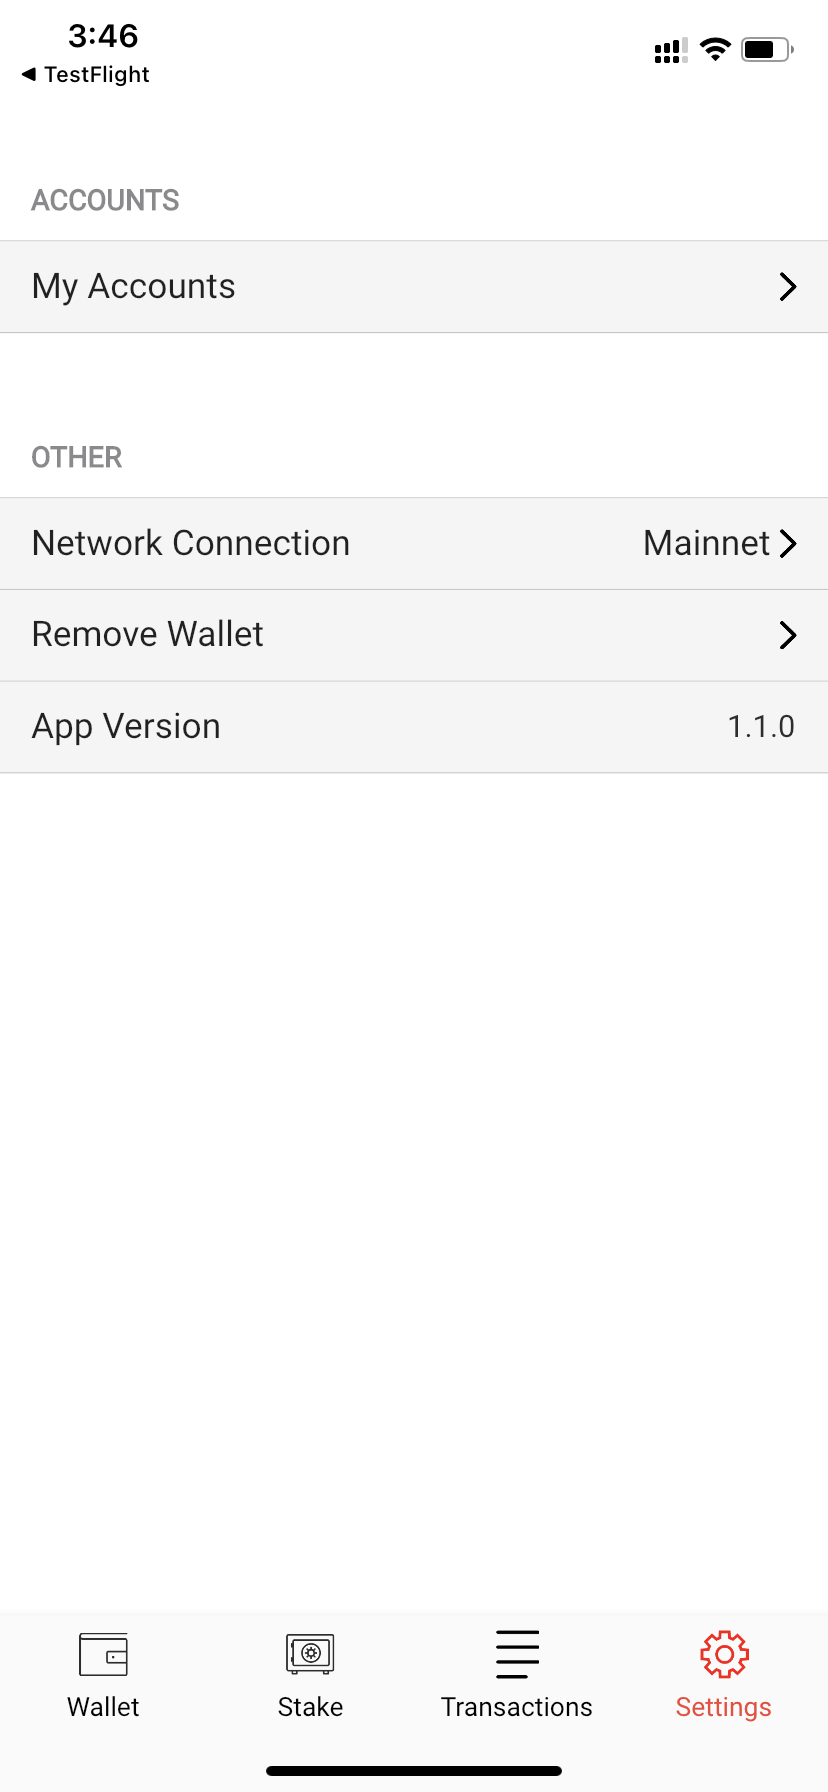 3:46
◀ TestFlight
ACCOUNTS
My Accounts
OTHER
Network Connection Mainnet
Remove Wallet
App Version 1.1.0
Wallet Stake Transactions Settings